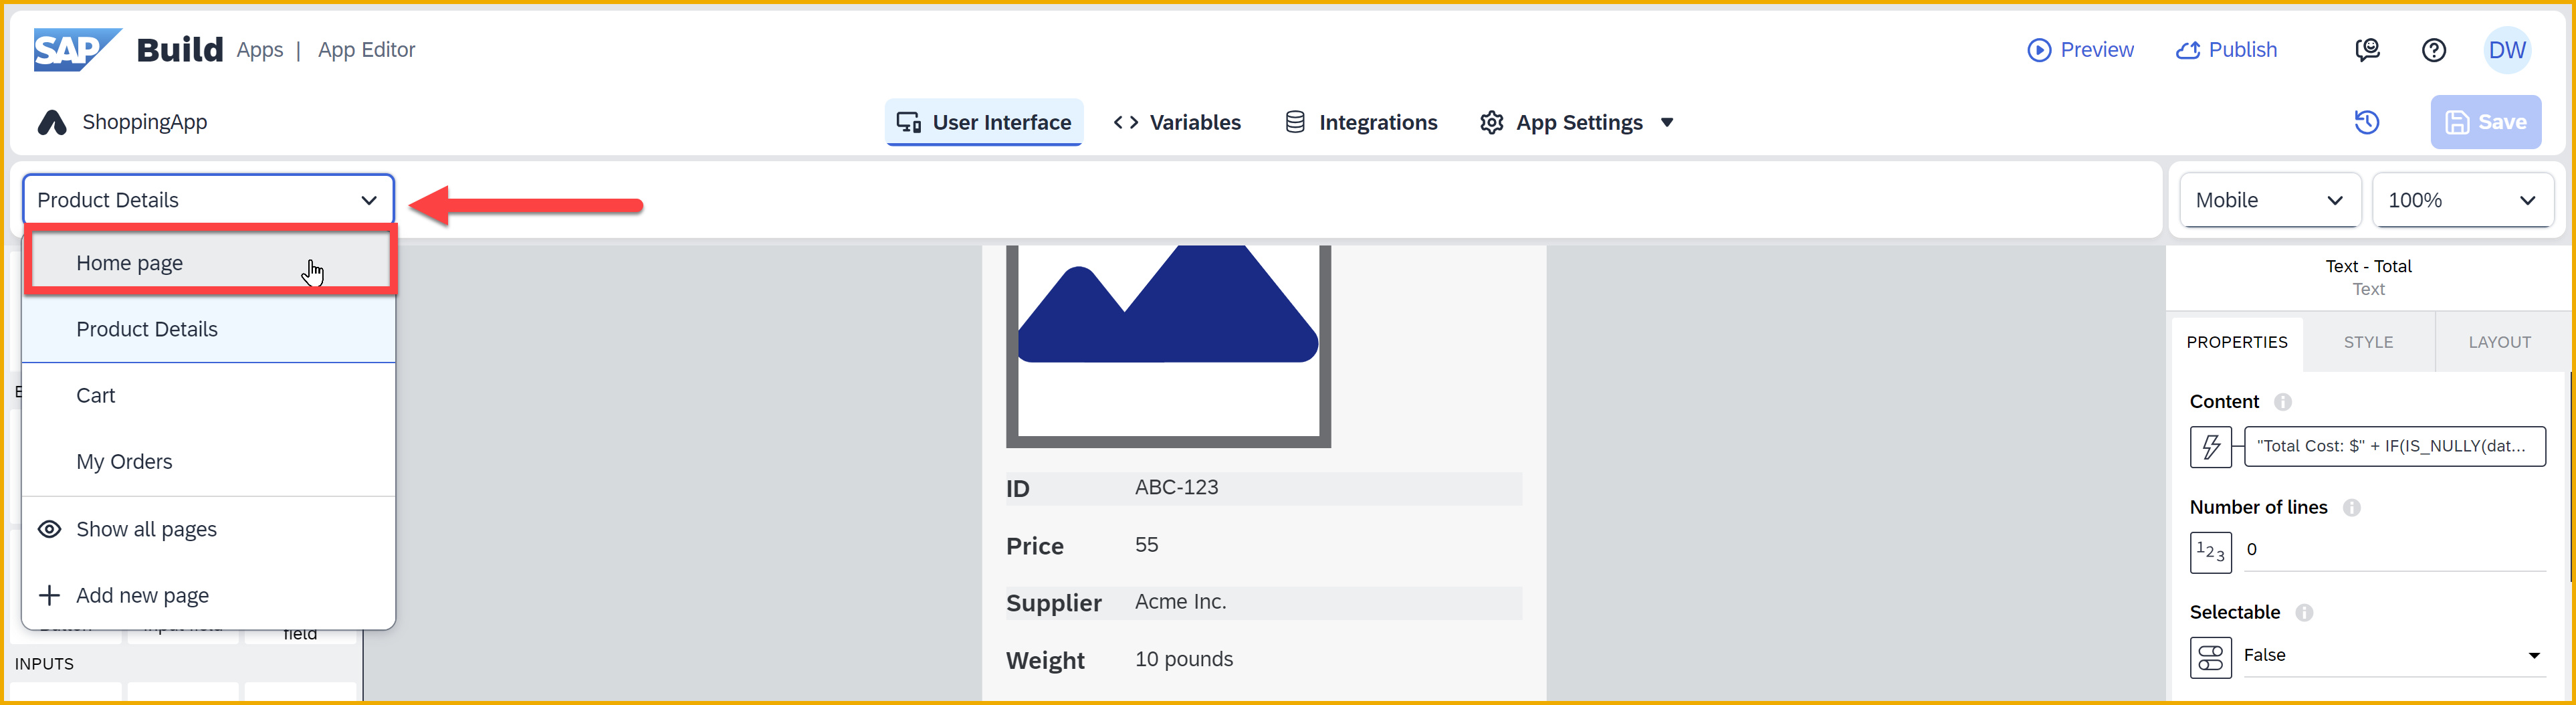 SAP Build Apps | App Editor
Preview Publish DW
ShoppingApp
User Interface Variables Integrations App Settings
Save
Product Details
Mobile 100%
Home page
Product Details
Cart
My Orders
Show all pages
Add new page
field
INPUTS
ID ABC-123
Price 55
Supplier Acme Inc.
Weight 10 pounds
Text - Total
Text
PROPERTIES STYLE LAYOUT
Content
"Total Cost: $" + IF(IS_NULLY(dat...
Number of lines
123 0
Selectable
False